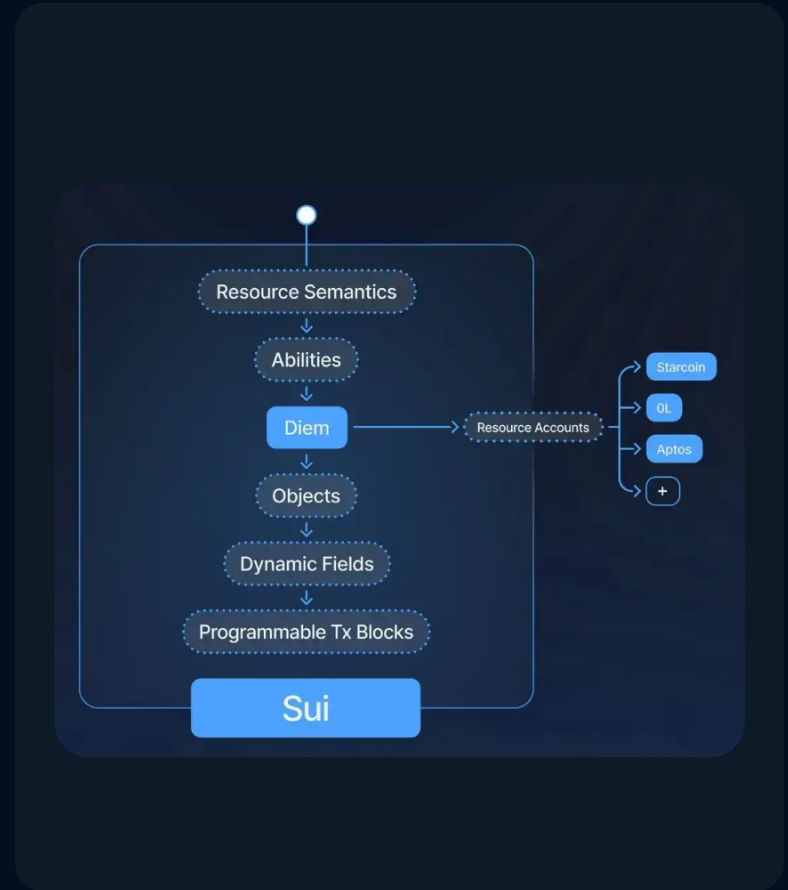 Resource Semantics
Abilities
Diem
Objects
Dynamic Fields
Programmable Tx Blocks
Sui
Resource Accounts
Starcoin
0L
Aptos
+